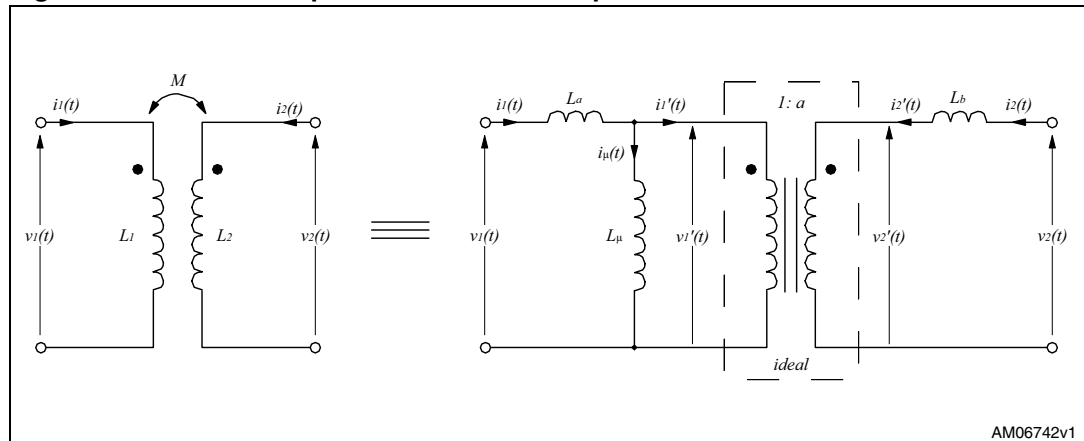 M
i1(t)
i2(t)
v1(t)
L1
L2
v2(t)
i1(t)
La
i1'(t)
1: a
i2'(t)
Lb
i2(t)
iμ(t)
v1(t)
Lμ
v1'(t)
v2'(t)
v2(t)
ideal
AM06742v1